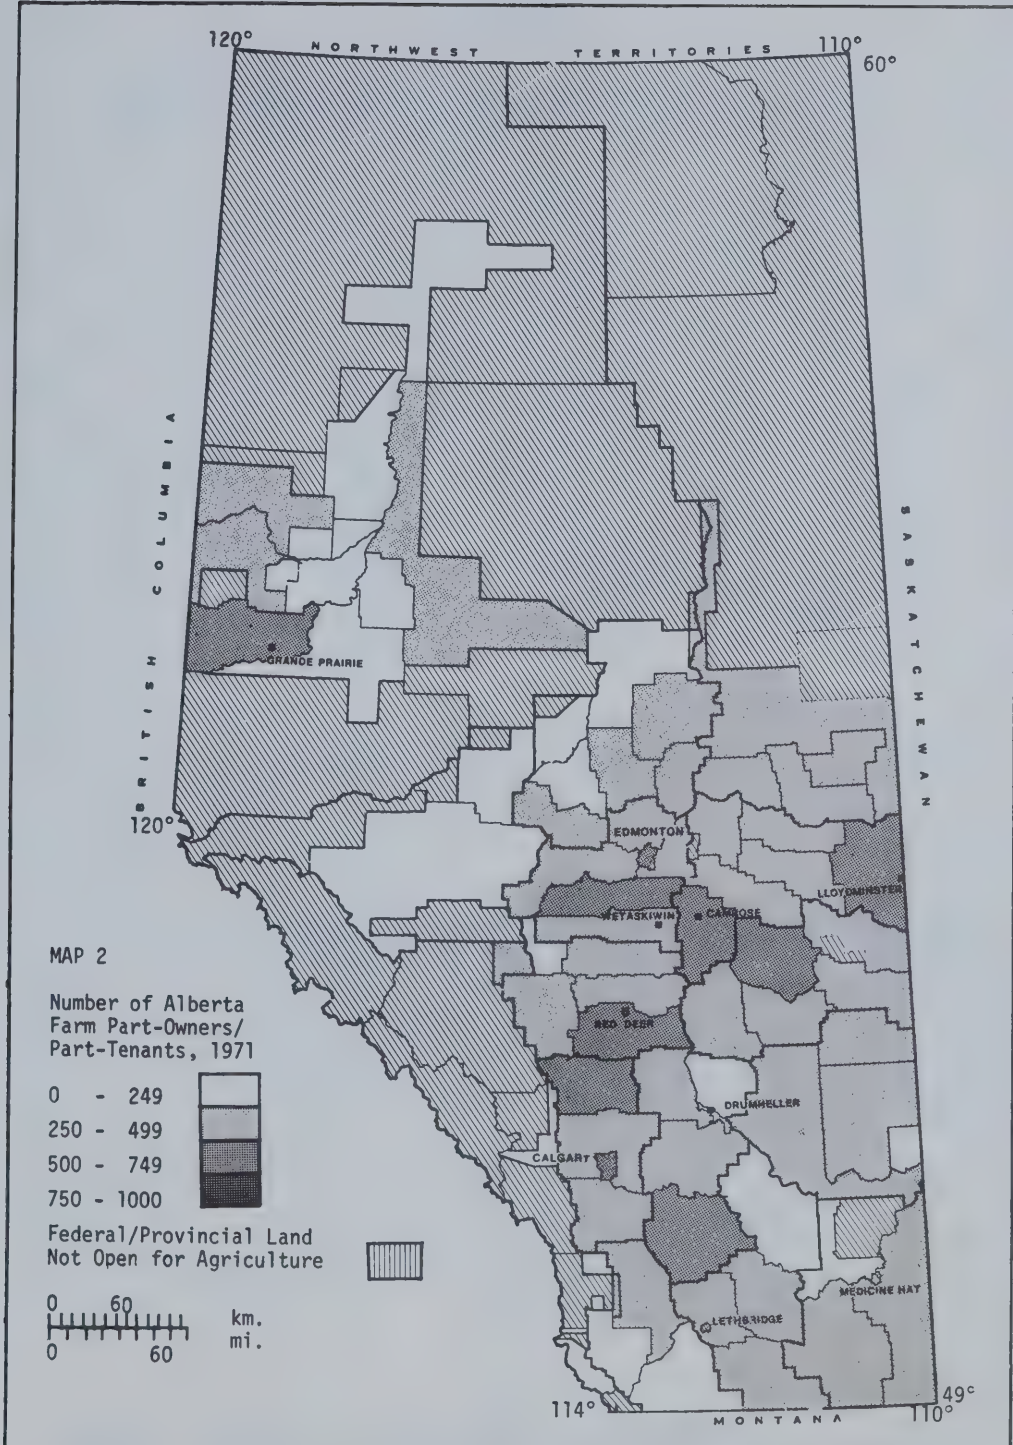 120°
NORTHWEST TERRITORIES
110°
60°
BRITISH COLUMBIA
SASKATCHEWAN
GRANDE PRAIRIE
120°
EDMONTON
LLOYDMINSTER
WETASKIWIN
CAMROSE
RED DEER
DRUMHELLER
CALGARY
MEDICINE HAT
LETHBRIDGE
MAP 2
Number of Alberta
Farm Part-Owners/
Part-Tenants, 1971
0 - 249
250 - 499
500 - 749
750 - 1000
Federal/Provincial Land
Not Open for Agriculture
0 60
km.
mi.
0 60
114°
MONTANA
49°
110°